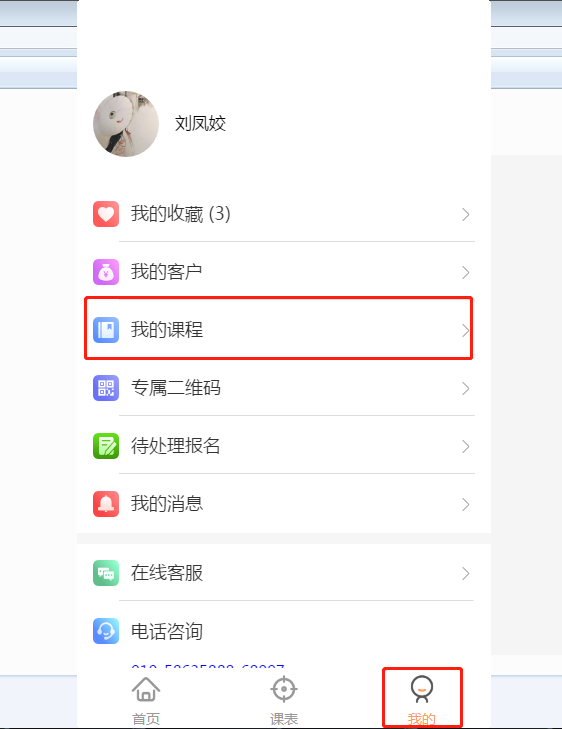 刘凤姣
我的收藏 (3)
我的客户
我的课程
专属二维码
待处理报名
我的消息
在线客服
电话咨询
首页
课表
我的